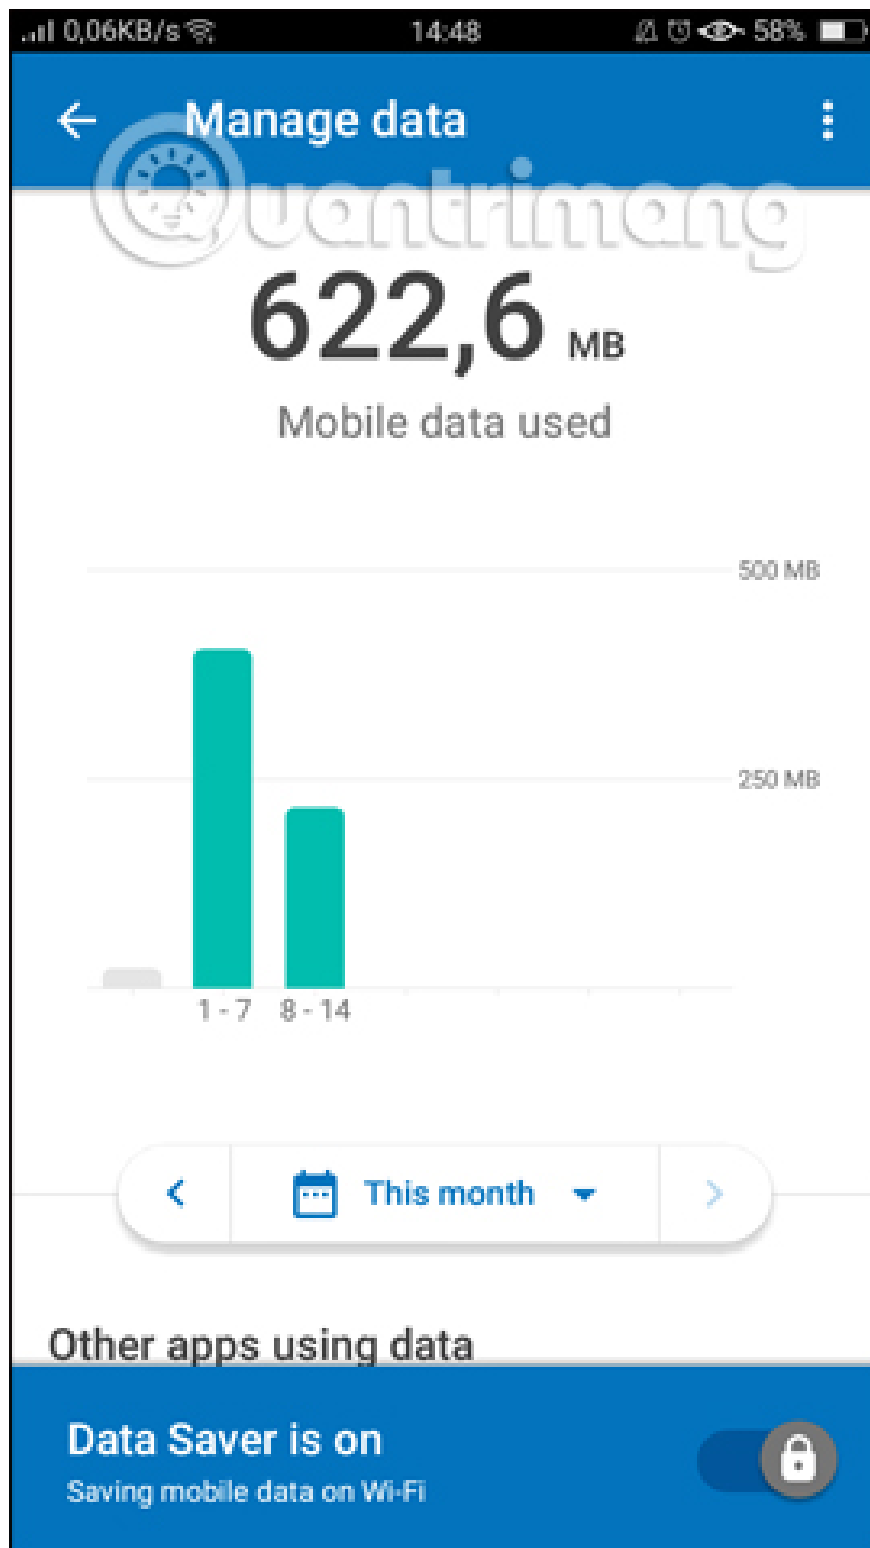 0,06KB/s 14:48 58%
Manage data
Quantrimang
622,6 MB
Mobile data used
500 MB
250 MB
1 - 7 8 - 14
This month
Other apps using data
Data Saver is on
Saving mobile data on Wi-Fi